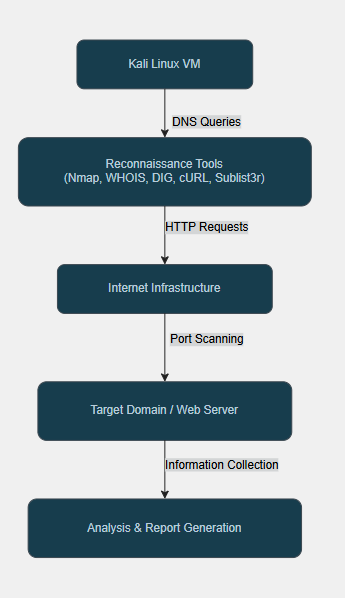 Kali Linux VM
DNS Queries
Reconnaissance Tools
(Nmap, WHOIS, DIG, cURL, Sublist3r)
HTTP Requests
Internet Infrastructure
Port Scanning
Target Domain / Web Server
Information Collection
Analysis & Report Generation